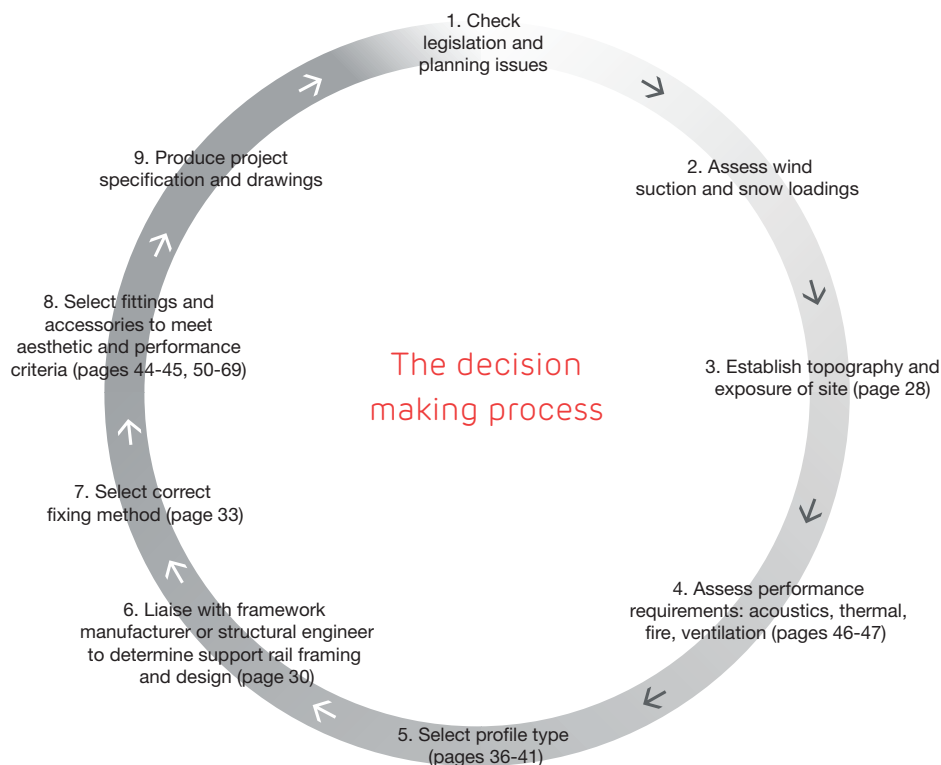 1. Check
legislation and
planning issues
2. Assess wind
suction and snow loadings
3. Establish topography and
exposure of site (page 28)
4. Assess performance
requirements: acoustics, thermal,
fire, ventilation (pages 46-47)
5. Select profile type
(pages 36-41)
6. Liaise with framework
manufacturer or structural engineer
to determine support rail framing
and design (page 30)
7. Select correct
fixing method (page 33)
8. Select fittings and
accessories to meet
aesthetic and performance
criteria (pages 44-45, 50-69)
9. Produce project
specification and drawings
The decision
making process